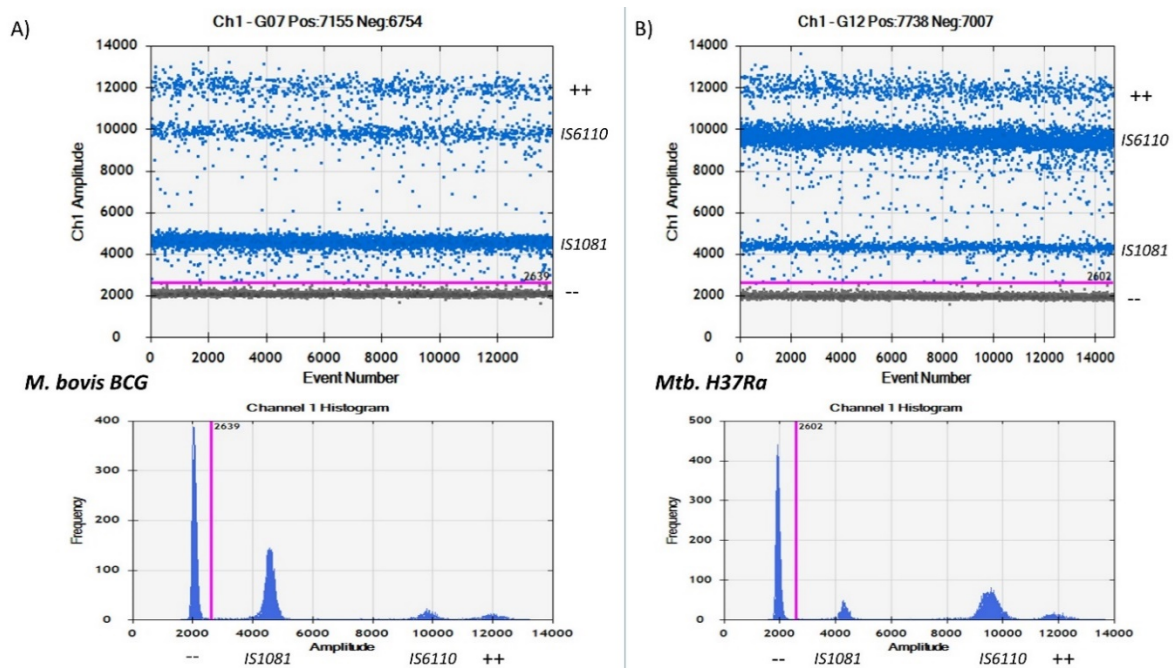 A)
Ch1 - G07 Pos:7155 Neg:6754
14000
12000
10000
8000
6000
4000
2000
0
Ch1 Amplitude
++
IS6110
IS1081
2639
--
0 2000 4000 6000 8000 10000 12000
Event Number
M. bovis BCG
Channel 1 Histogram
400
300
200
100
0
Frequency
2639
0 2000 4000 6000 8000 10000 12000 14000
Amplitude
-- IS1081 IS6110 ++
B)
Ch1 - G12 Pos:7738 Neg:7007
14000
12000
10000
8000
6000
4000
2000
0
Ch1 Amplitude
++
IS6110
IS1081
2602
--
0 2000 4000 6000 8000 10000 12000 14000
Event Number
Mtb. H37Ra
Channel 1 Histogram
500
400
300
200
100
0
Frequency
2602
0 2000 4000 6000 8000 10000 12000 14000
Amplitude
-- IS1081 IS6110 ++